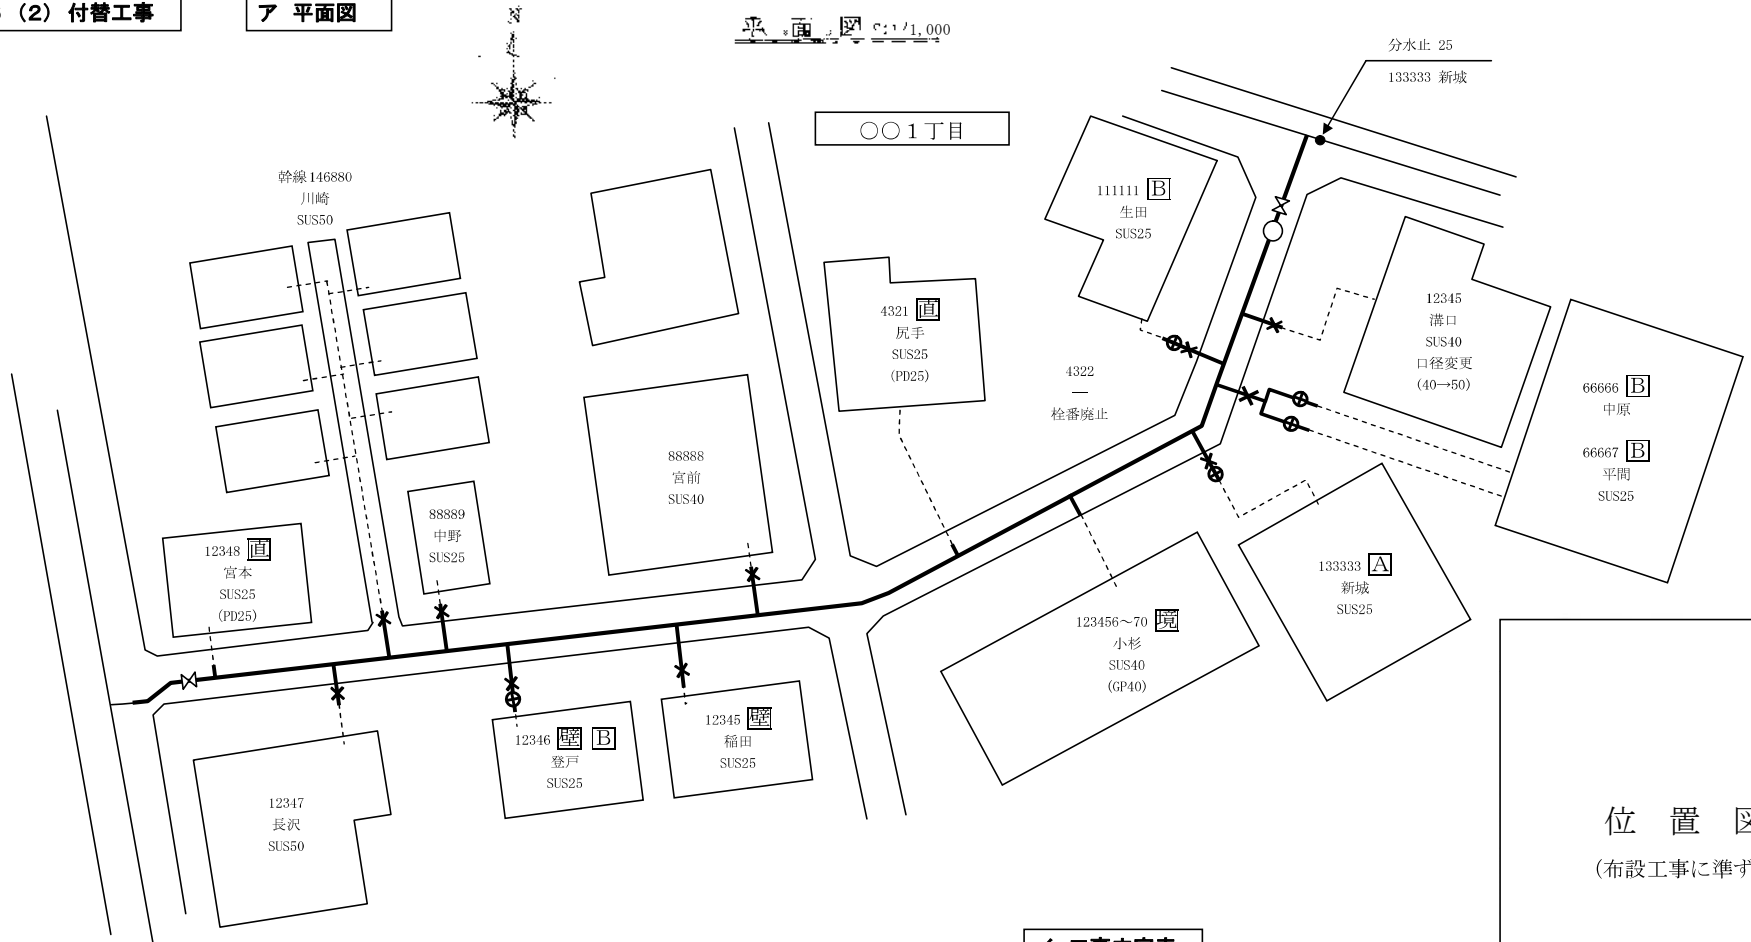 （2）付替工事
ア 平面図
平 面 図
1,000
分水止 25
133333 新城
○○1丁目
幹線146880
川崎
SUS50
111111 B
生田
SUS25
4321 直
尻手
SUS25
(PD25)
4322
―
栓番廃止
12345
溝口
SUS40
口径変更
(40→50)
66666 B
中原
66667 B
平間
SUS25
88888
宮前
SUS40
88889
中野
SUS25
12348 直
宮本
SUS25
(PD25)
133333 A
新城
SUS25
123456～70 境
小杉
SUS40
(GP40)
12345 壁
稲田
SUS25
12346 壁 B
登戸
SUS25
12347
長沢
SUS50
位 置
（布設工事に準ず